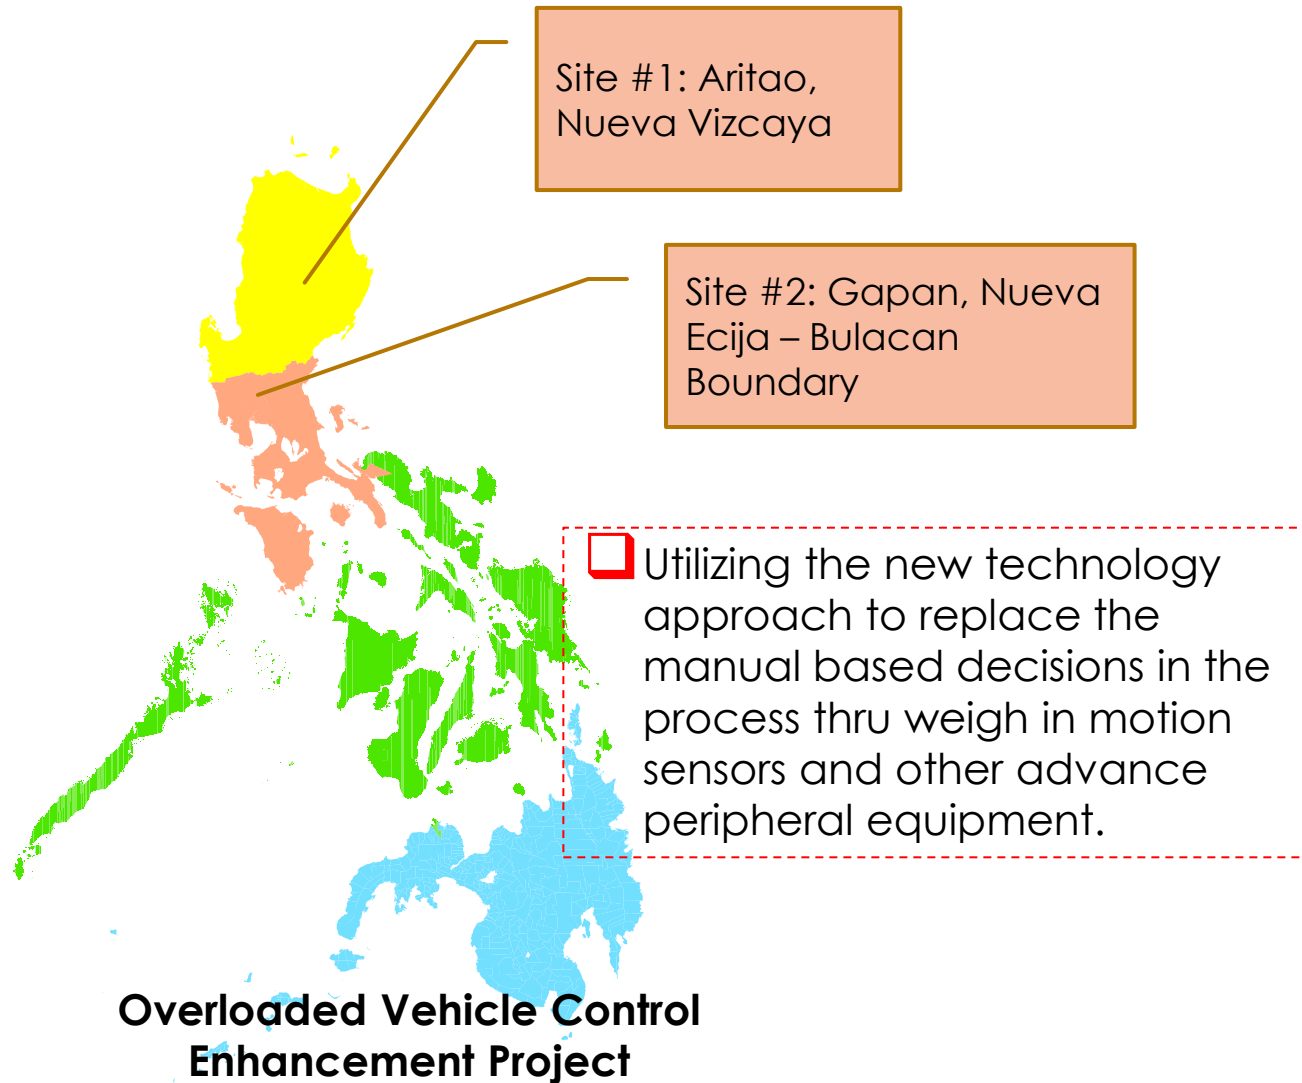 Site #1: Aritao,
Nueva Vizcaya
Site #2: Gapan, Nueva
Ecija – Bulacan
Boundary
Utilizing the new technology
approach to replace the
manual based decisions in the
process thru weigh in motion
sensors and other advance
peripheral equipment.
Overloaded Vehicle Control
Enhancement Project